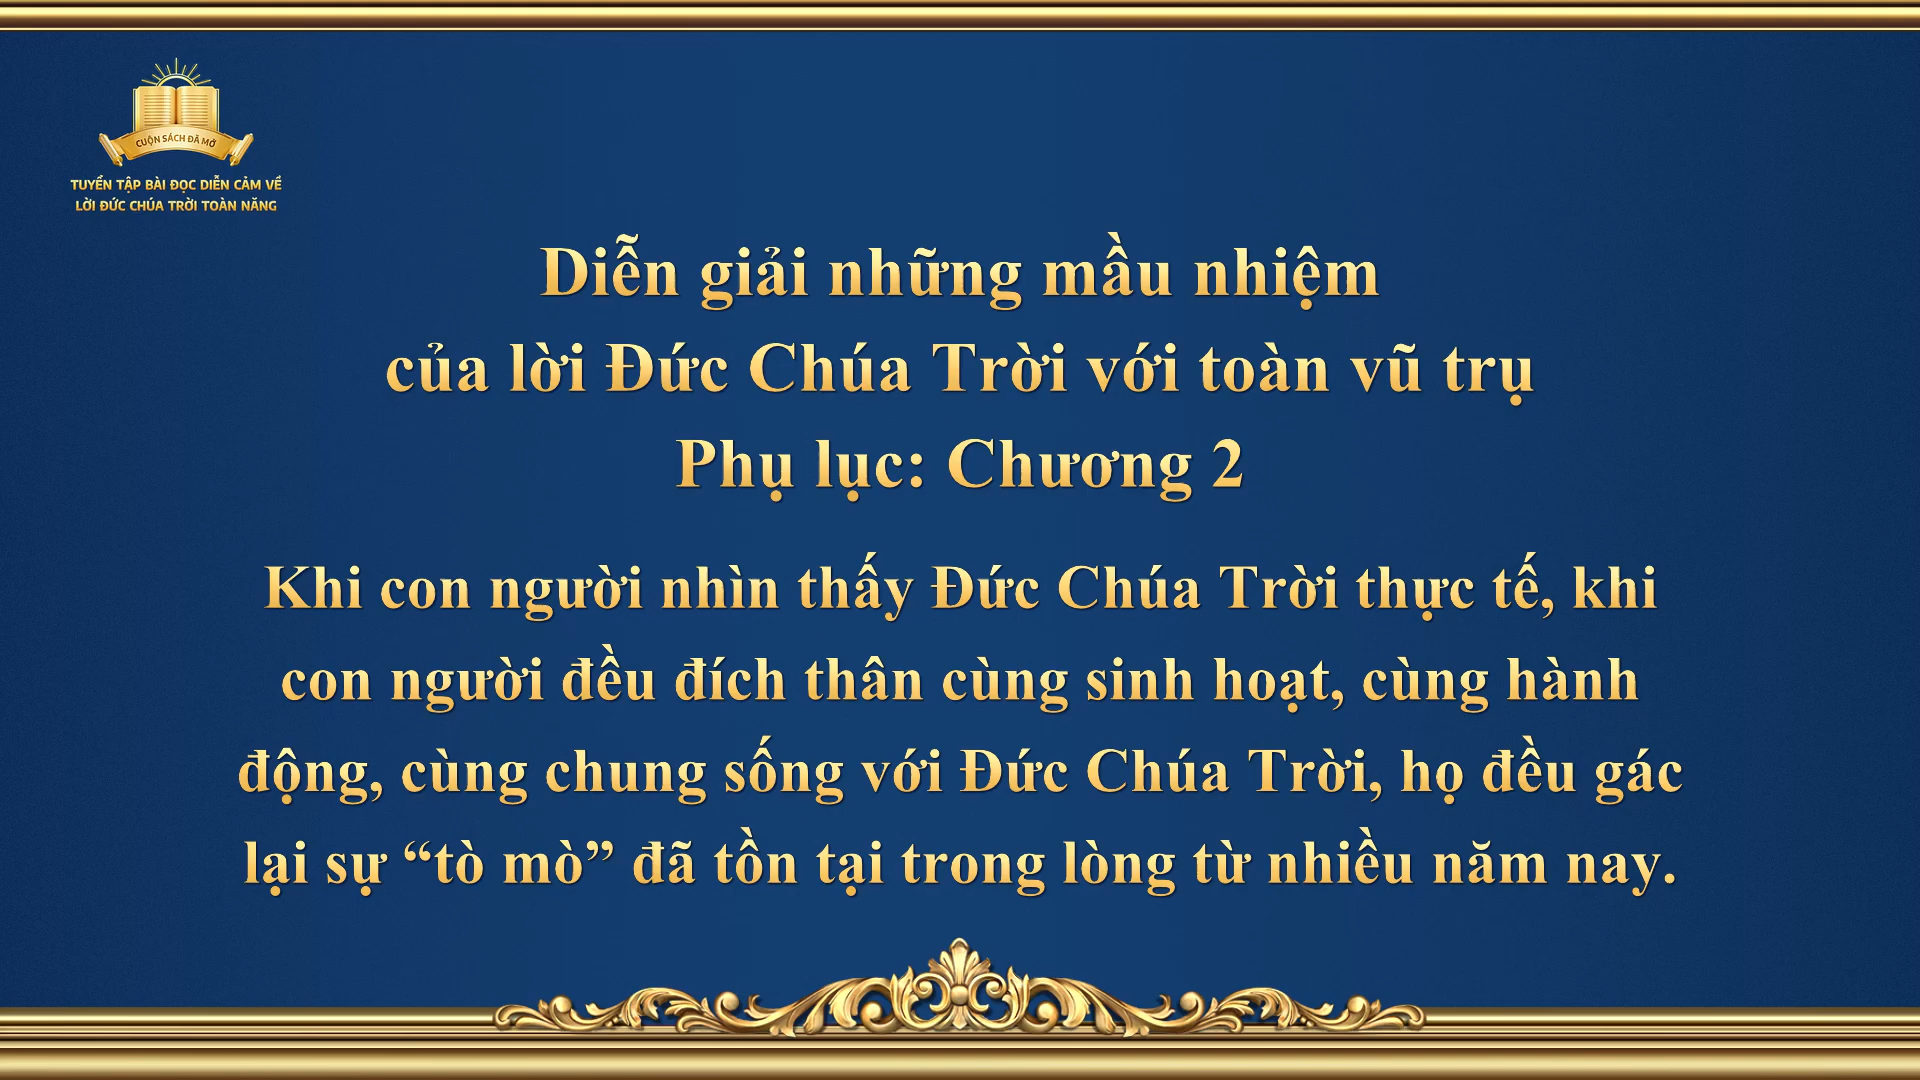 CUỘN SÁCH ĐÃ MỞ
TUYỂN TẬP BÀI ĐỌC DIỄN CẢM VỀ
LỜI ĐỨC CHÚA TRỜI TOÀN NĂNG
Diễn giải những mầu nhiệm
của lời Đức Chúa Trời với toàn vũ trụ
Phụ lục: Chương 2
Khi con người nhìn thấy Đức Chúa Trời thực tế, khi
con người đều đích thân cùng sinh hoạt, cùng hành
động, cùng chung sống với Đức Chúa Trời, họ đều gác
lại sự “tò mò” đã tồn tại trong lòng từ nhiều năm nay.